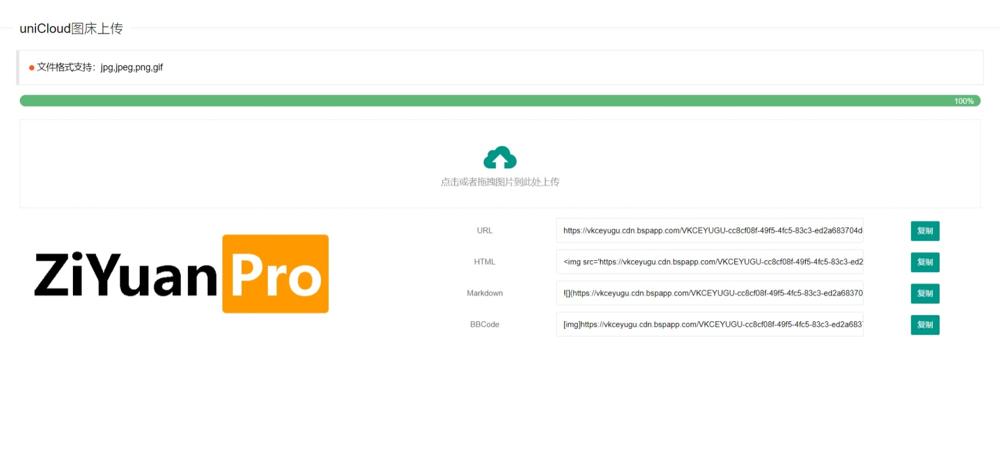 uniCloud图床上传
文件格式支持：jpg,jpeg,png,gif
100%
点击或者拖拽图片到此处上传
ZiYuan Pro
URL
https://vkceyugu.cdn.bspapp.com/VKCEYUGU-cc8cf08f-49f5-4fc5-83c3-ed2a683704d
复制
HTML
<img src='https://vkceyugu.cdn.bspapp.com/VKCEYUGU-cc8cf08f-49f5-4fc5-83c3-ed2
复制
Markdown
![](https://vkceyugu.cdn.bspapp.com/VKCEYUGU-cc8cf08f-49f5-4fc5-83c3-ed2a68370
复制
BBCode
[img]https://vkceyugu.cdn.bspapp.com/VKCEYUGU-cc8cf08f-49f5-4fc5-83c3-ed2a683
复制